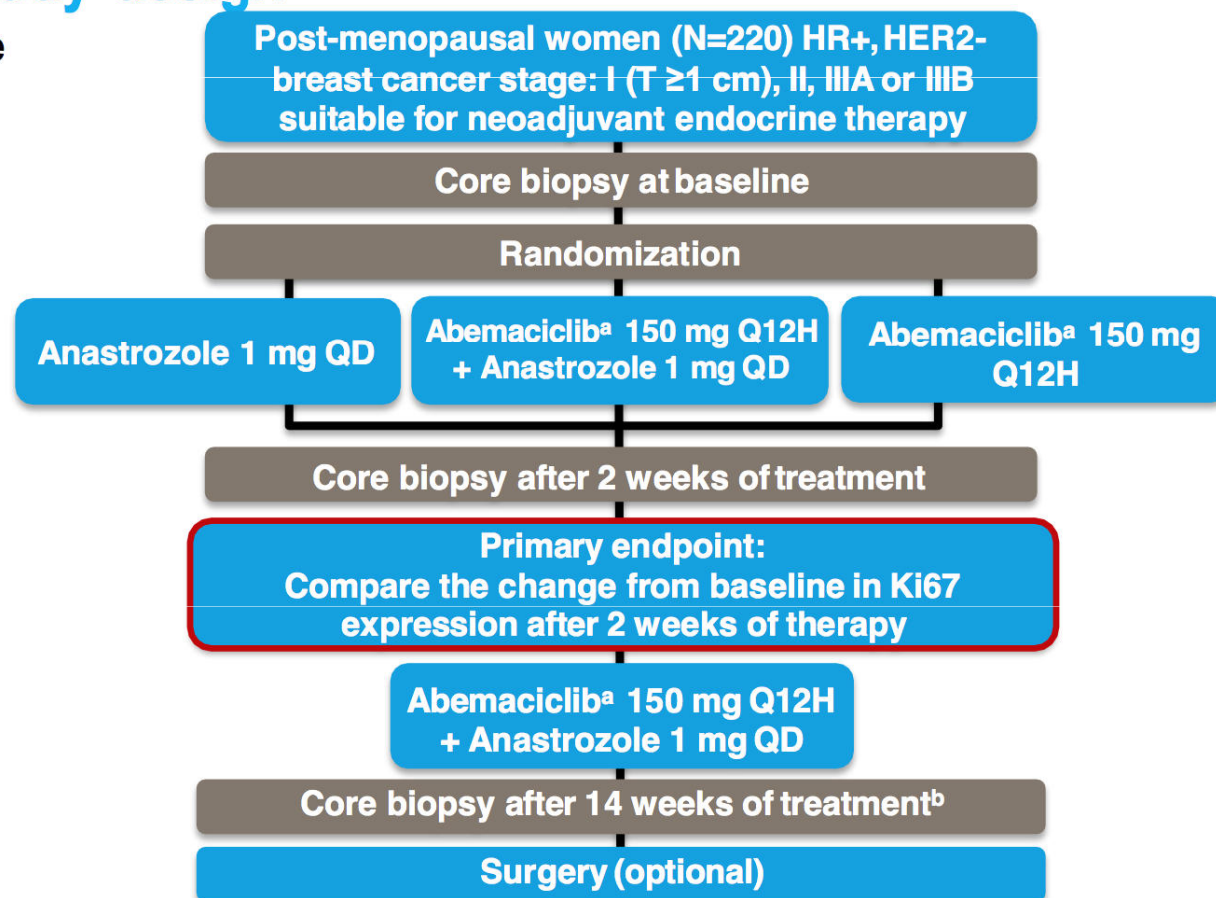 design
e
Post-menopausal women (N=220) HR+, HER2-
breast cancer stage: I (T ≥1 cm), II, IIIA or IIIB
suitable for neoadjuvant endocrine therapy
Core biopsy at baseline
Randomization
Anastrozole 1 mg QD
Abemaciclibᵃ 150 mg Q12H
+ Anastrozole 1 mg QD
Abemaciclibᵃ 150 mg
Q12H
Core biopsy after 2 weeks of treatment
Primary endpoint:
Compare the change from baseline in Ki67
expression after 2 weeks of therapy
Abemaciclibᵃ 150 mg Q12H
+ Anastrozole 1 mg QD
Core biopsy after 14 weeks of treatmentᵇ
Surgery (optional)